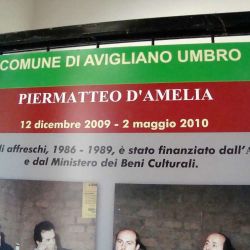 COMUNE DI AVIGLIANO UMBRO
PIERMATTEO D'AMELIA
12 dicembre 2009 - 2 maggio 2010
li affreschi, 1986 - 1989, è stato finanziato dall'A
e dal Ministero dei Beni Culturali.